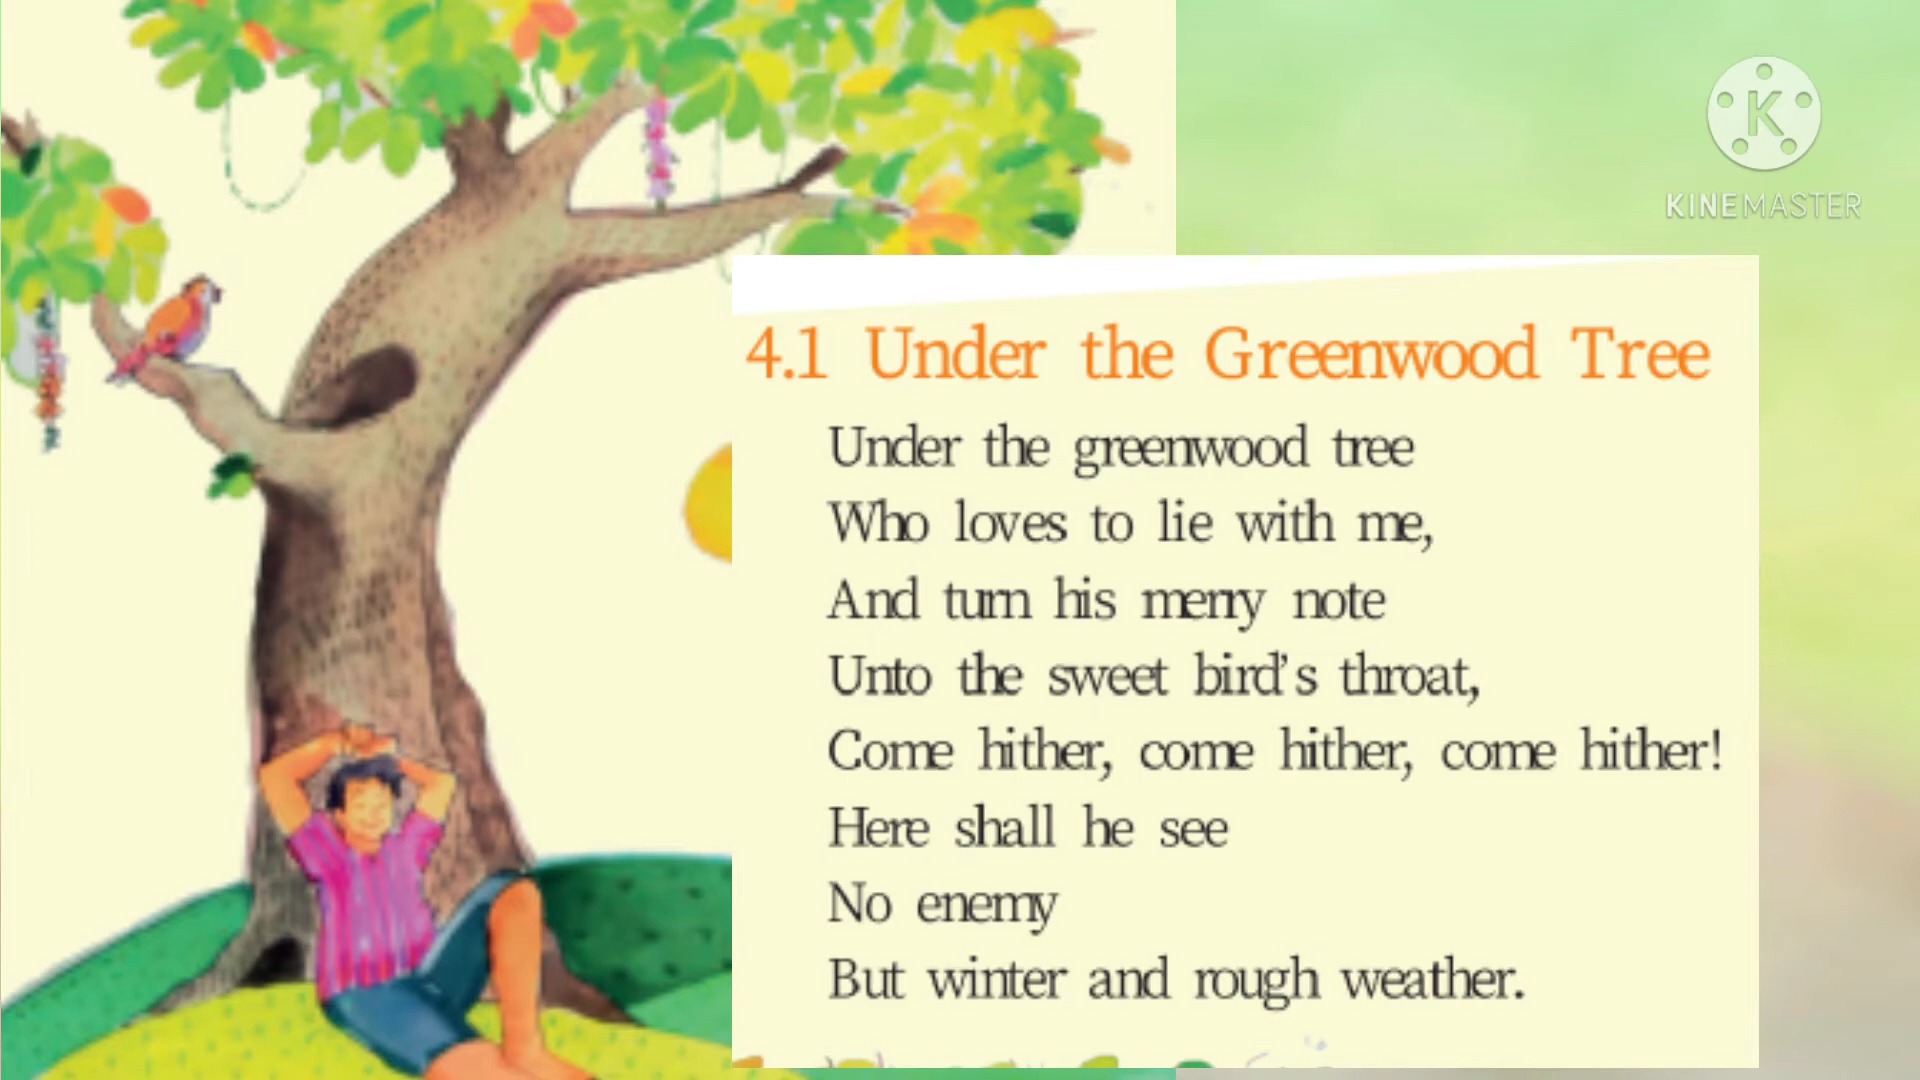 KINEMASTER
4.1 Under the Greenwood Tree
Under the greenwood tree
Who loves to lie with me,
And turn his merry note
Unto the sweet bird's throat,
Come hither, come hither, come hither!
Here shall he see
No enemy
But winter and rough weather.